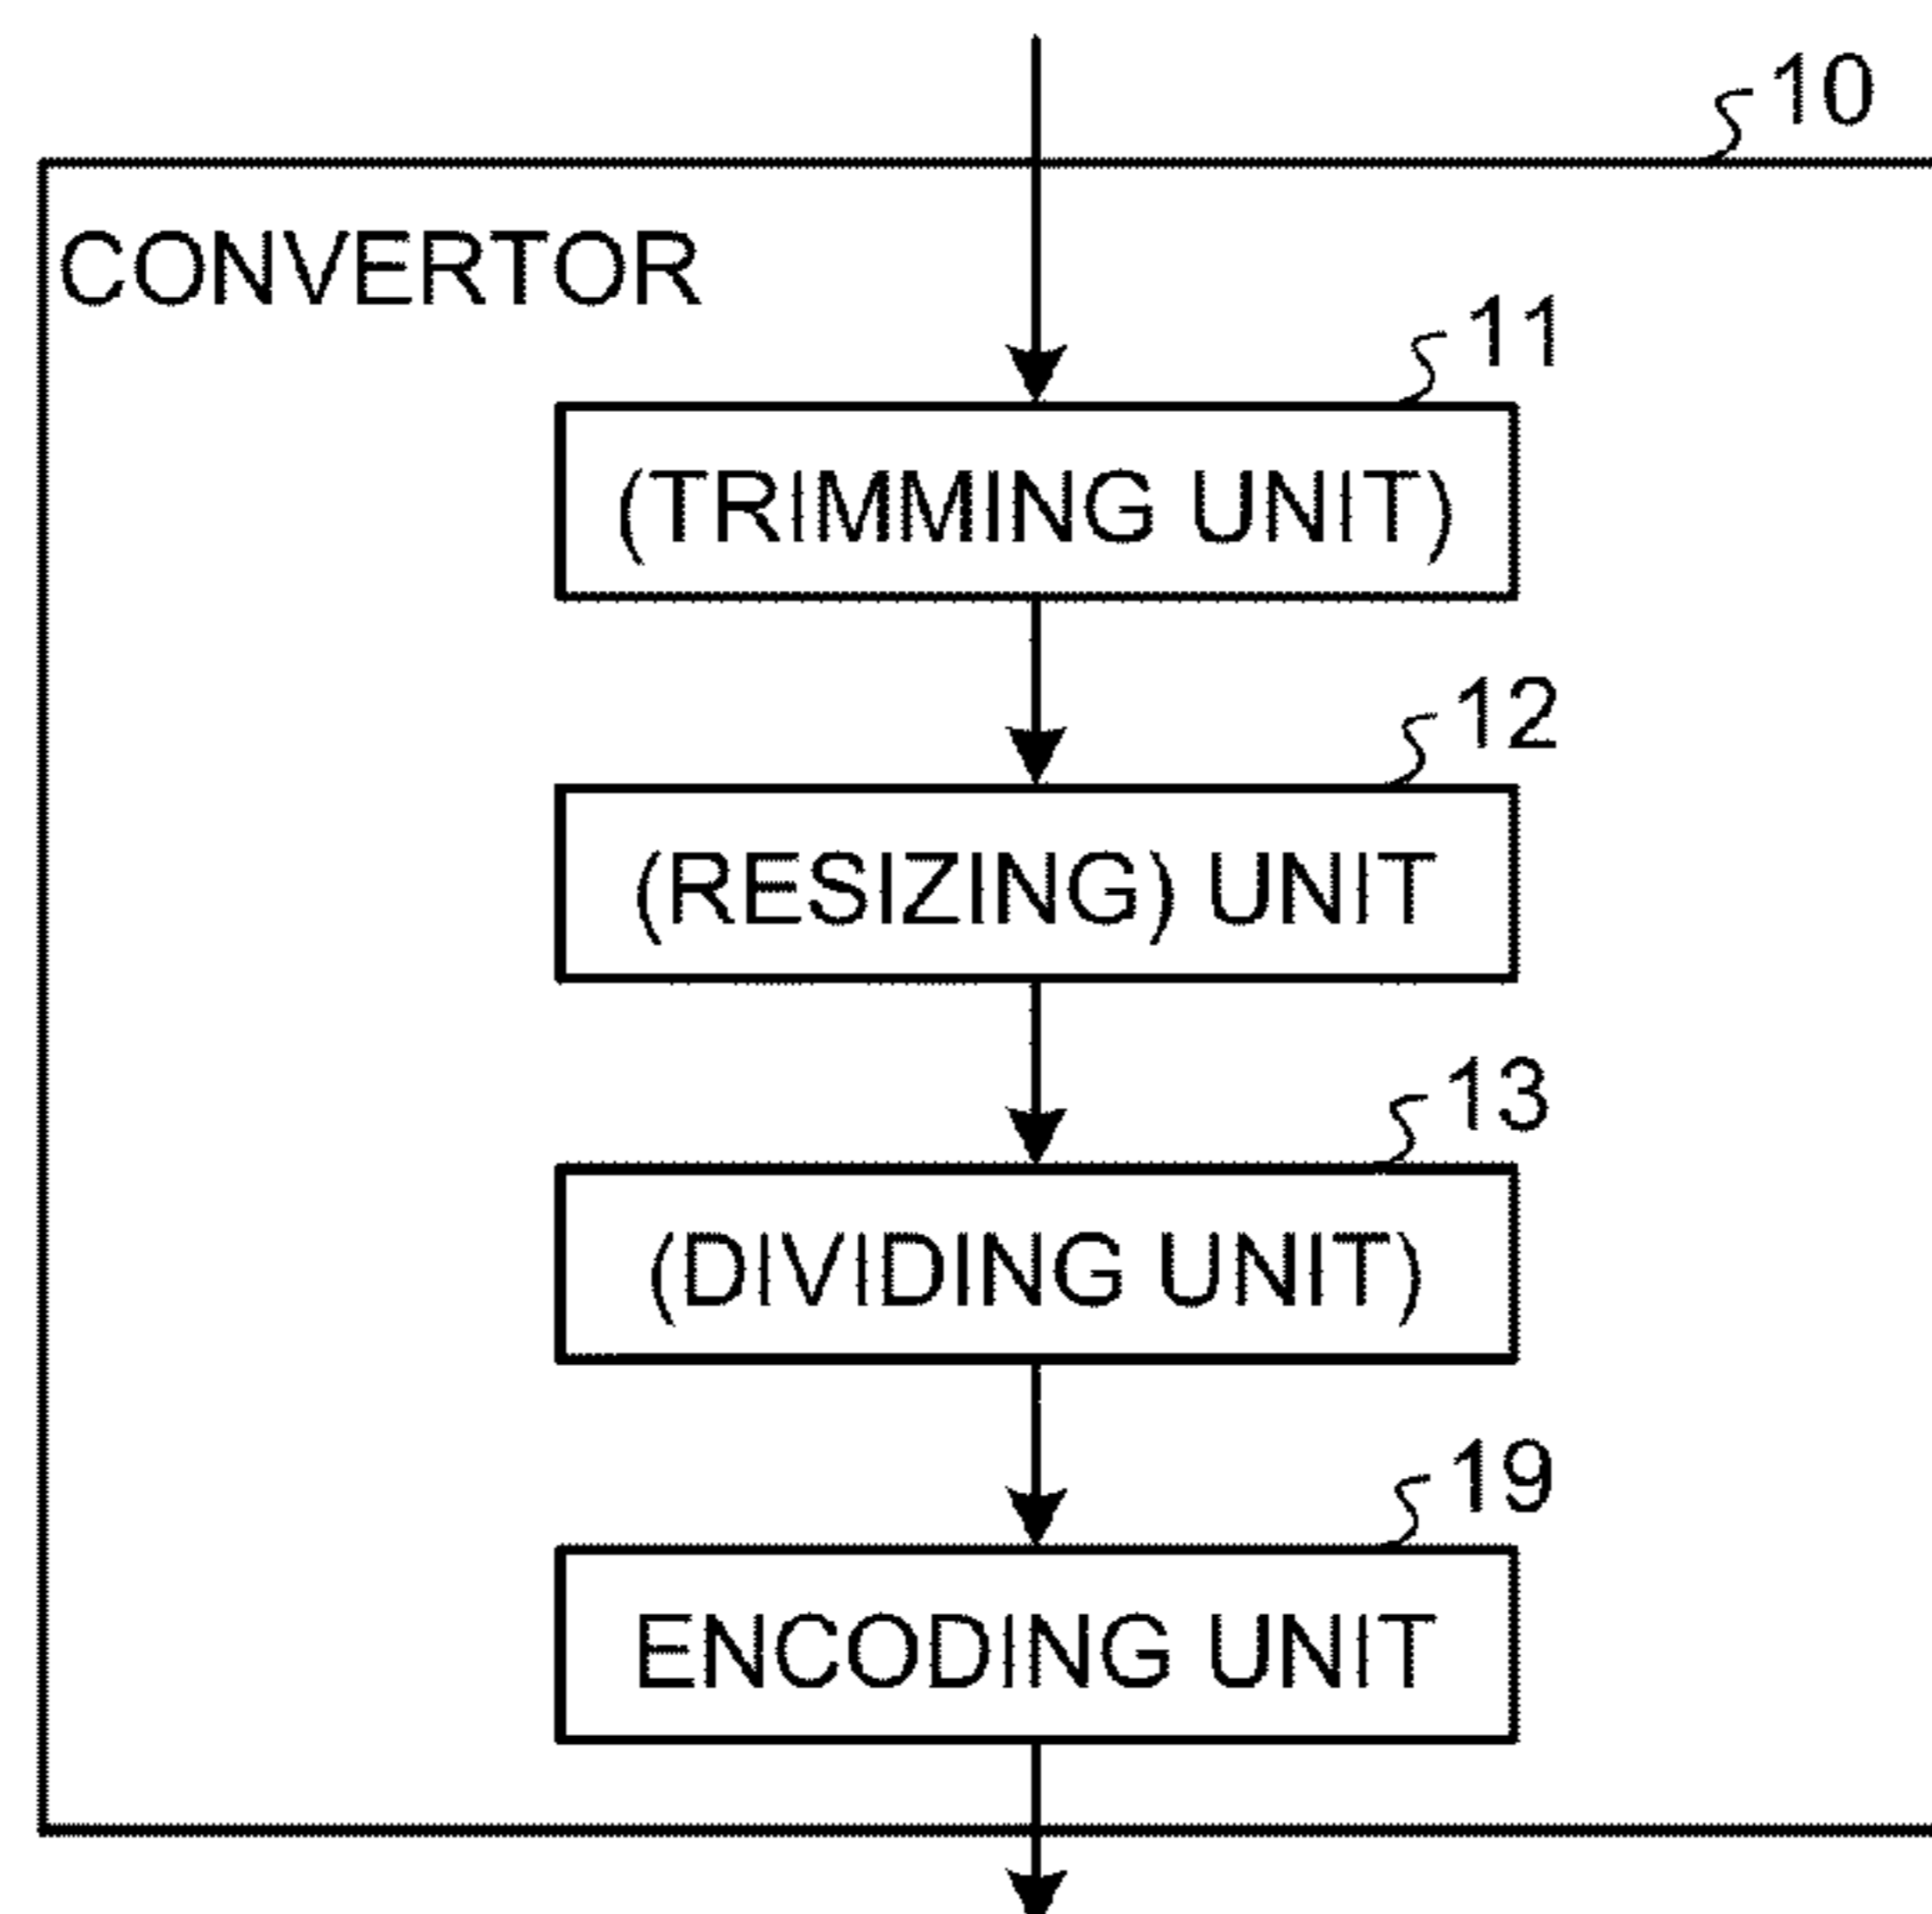 10
CONVERTOR
11
(TRIMMING UNIT)
12
(RESIZING) UNIT
13
(DIVIDING UNIT)
19
ENCODING UNIT